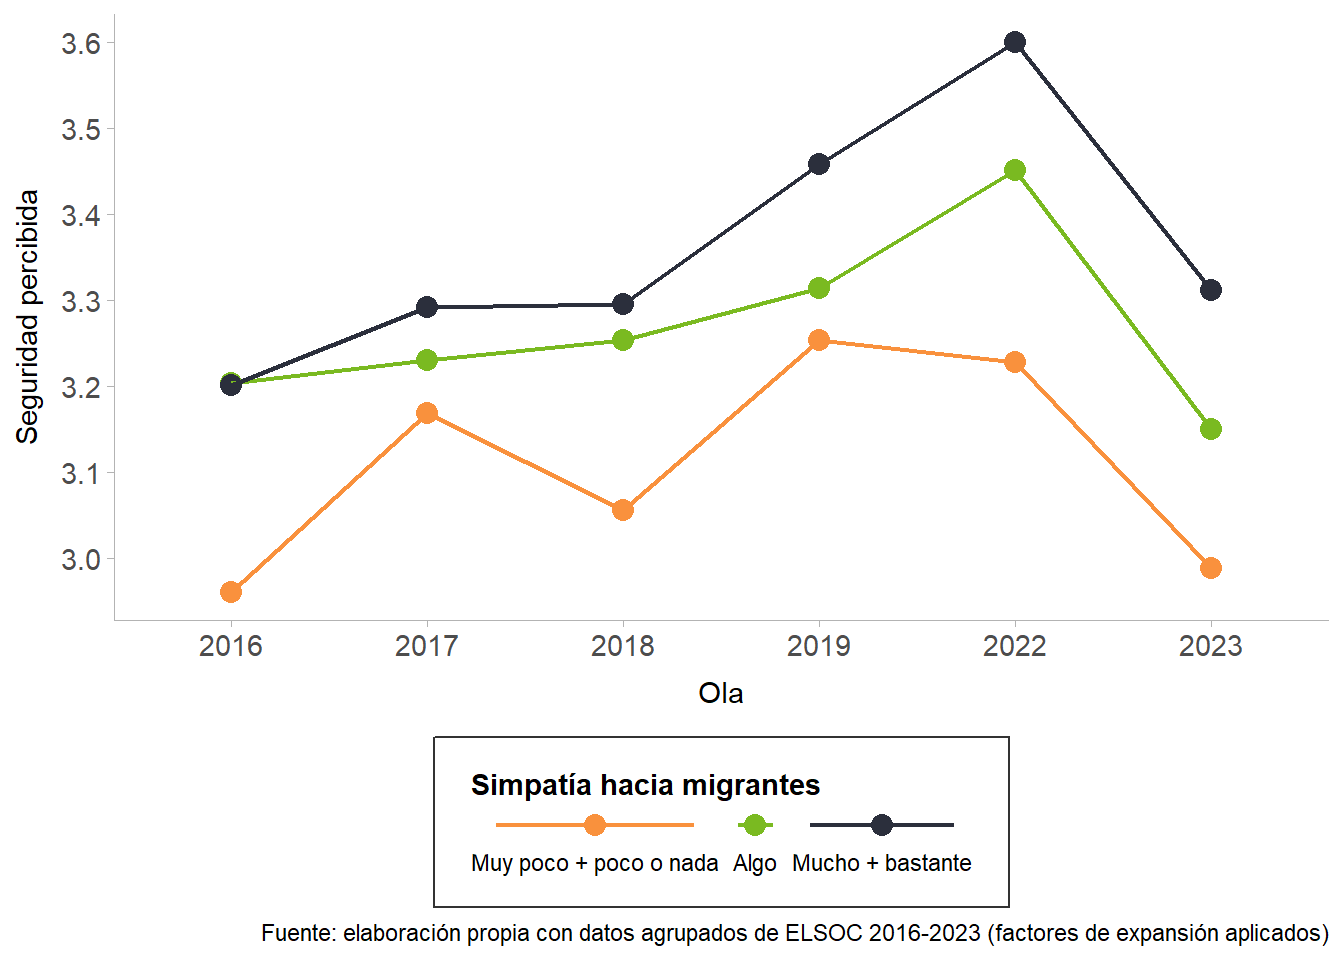 3.6
3.5
3.4
3.3
3.2
3.1
3.0
Seguridad percibida
2016 2017 2018 2019 2022 2023
Ola
Simpatía hacia migrantes
Muy poco + poco o nada Algo Mucho + bastante
Fuente: elaboración propia con datos agrupados de ELSOC 2016-2023 (factores de expansión aplicados)